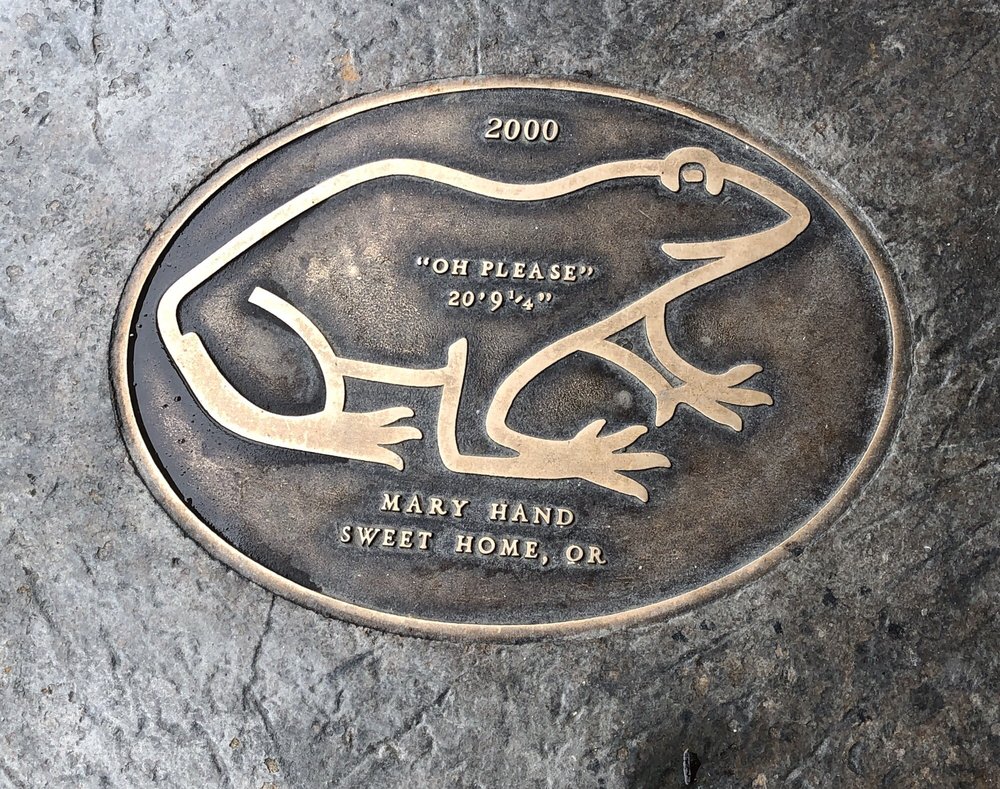 2000
“OH PLEASE”
20’9¼”
MARY HAND
SWEET HOME, OR